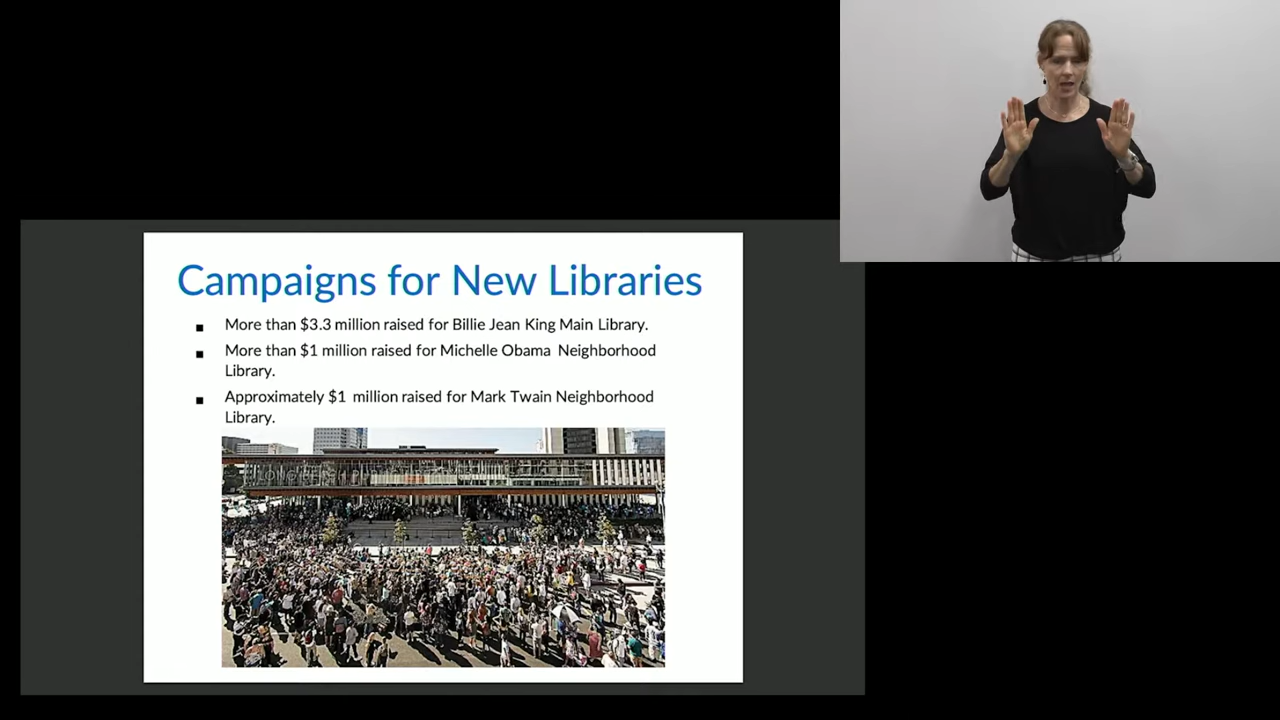 Campaigns for New Libraries
▪ More than $3.3 million raised for Billie Jean King Main Library.
▪ More than $1 million raised for Michelle Obama Neighborhood
Library.
▪ Approximately $1 million raised for Mark Twain Neighborhood
Library.